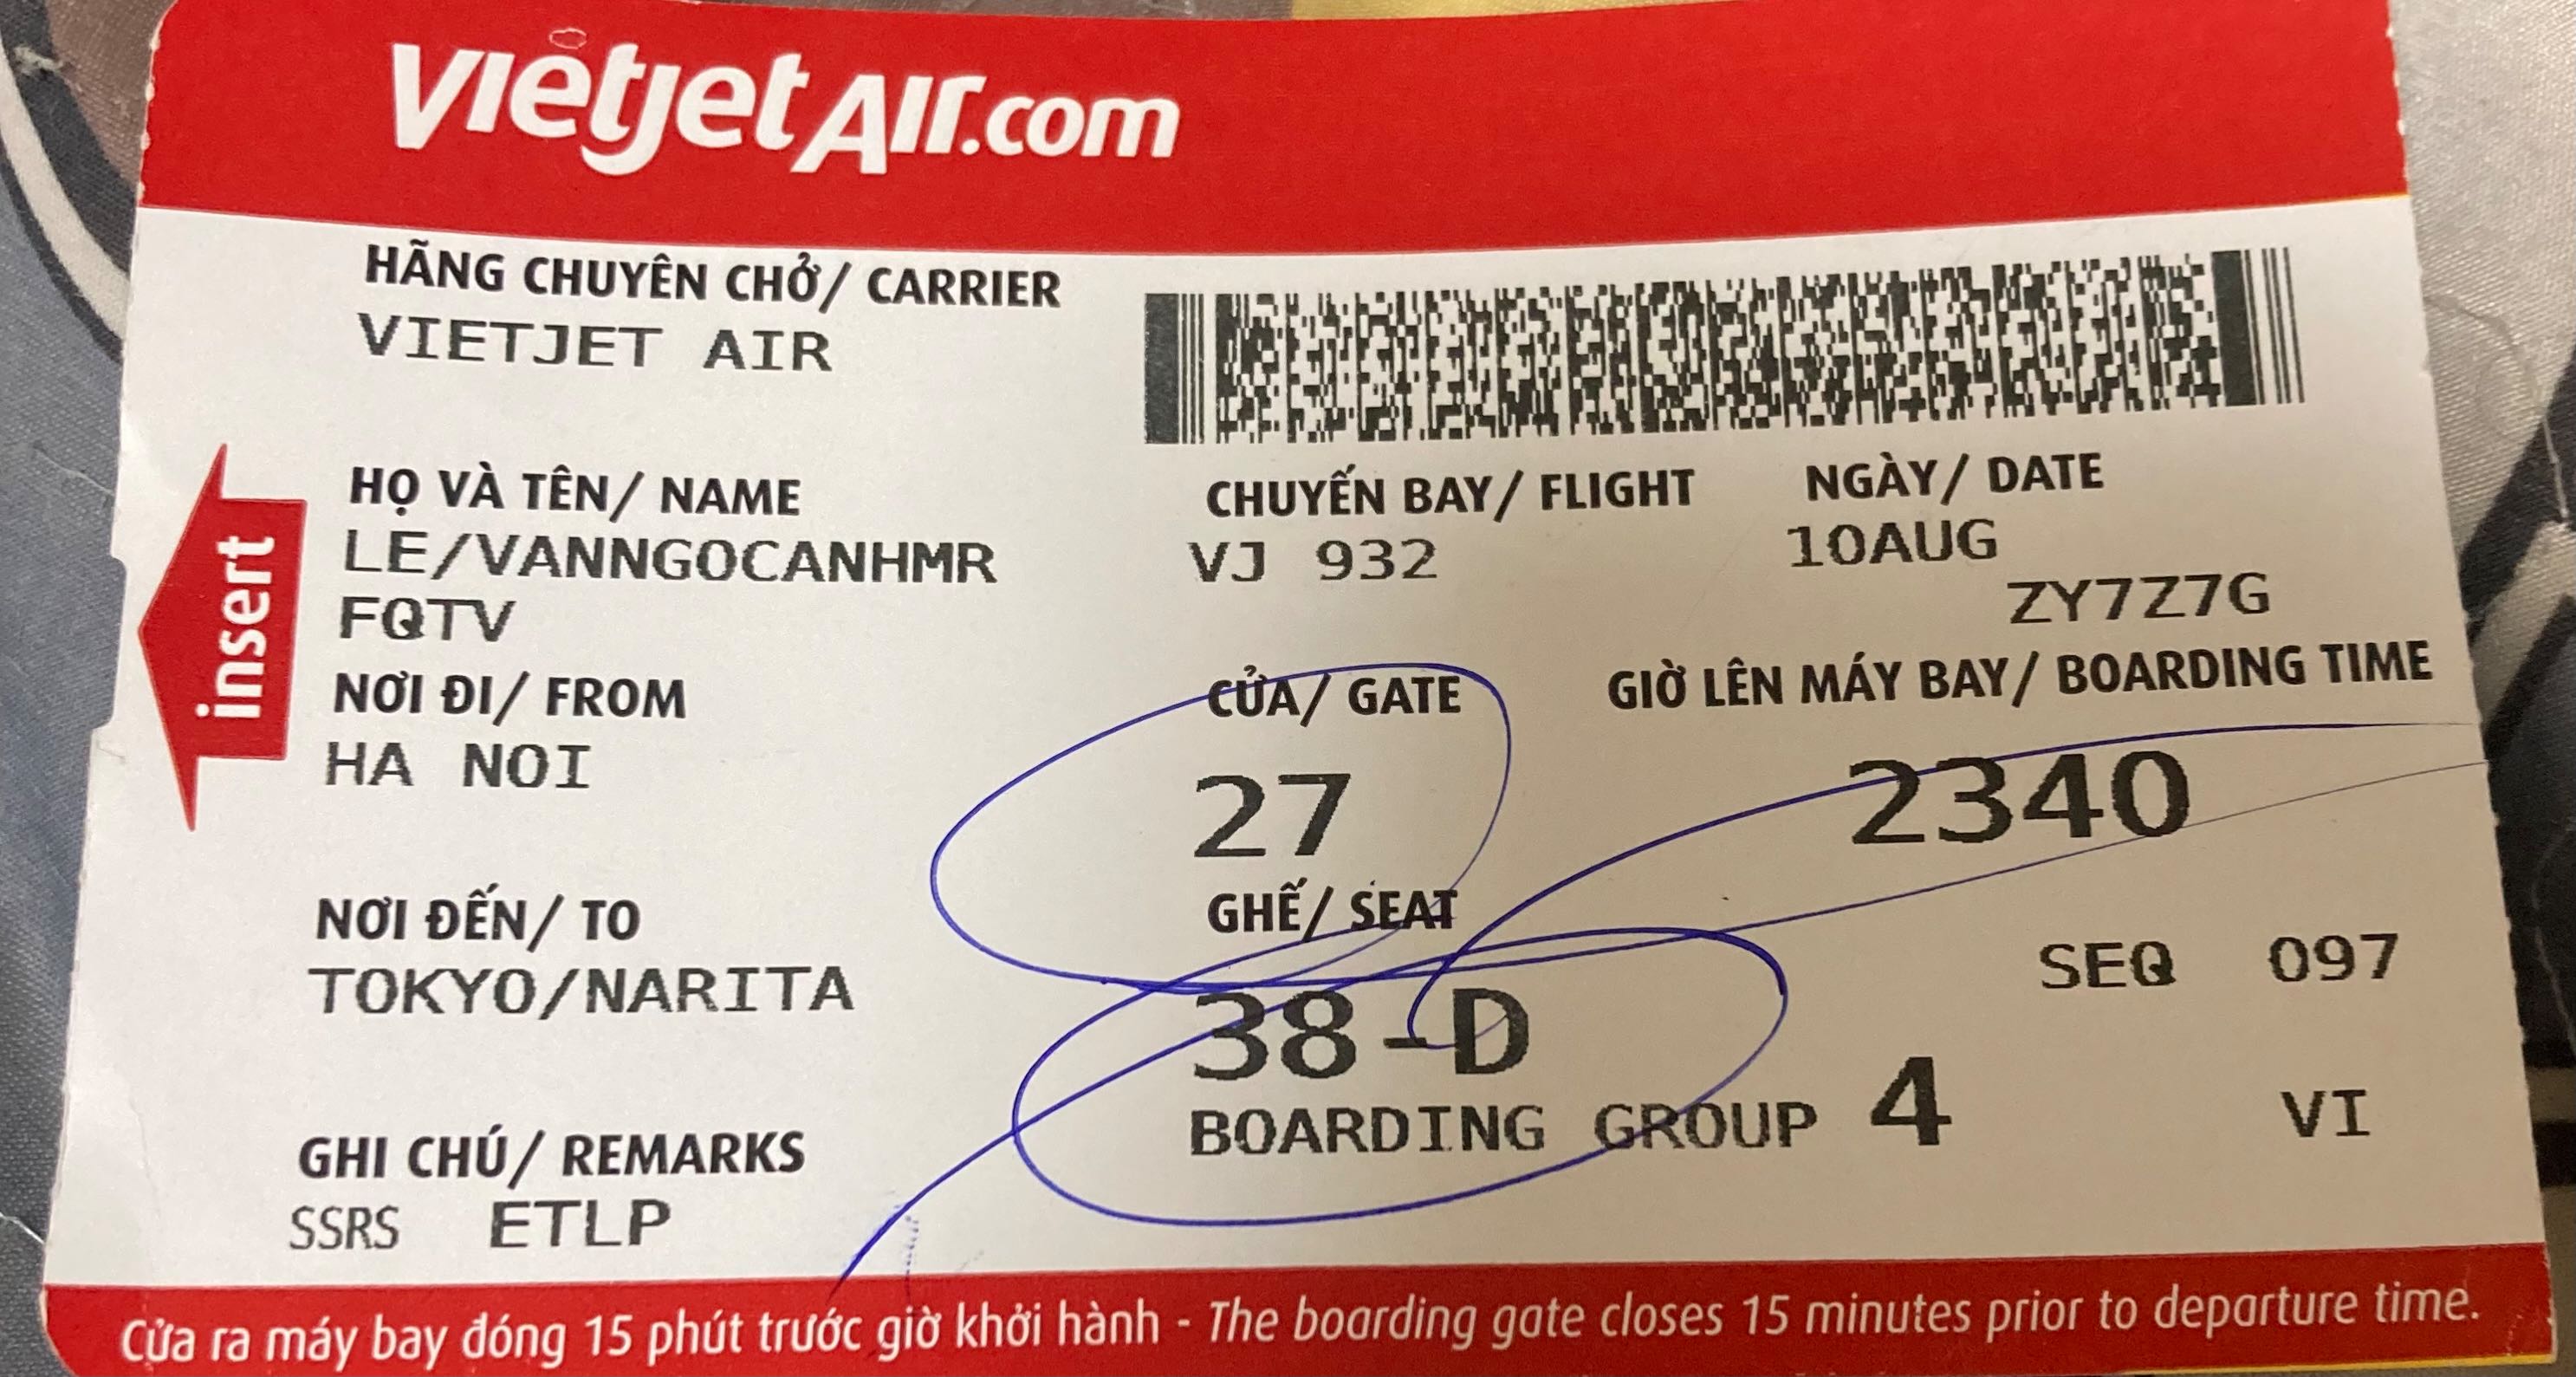 vietjetAir.com
HÃNG CHUYÊN CHỞ/ CARRIER
VIETJET AIR
HỌ VÀ TÊN/ NAME
LE/VANNGOCANHMR
FQTV
CHUYẾN BAY/ FLIGHT
VJ 932
NGÀY/ DATE
10AUG
ZY7Z7G
insert
NƠI ĐI/ FROM
HA NOI
CỬA/ GATE
27
GIỜ LÊN MÁY BAY/ BOARDING TIME
2340
NƠI ĐẾN/ TO
TOKYO/NARITA
GHẾ/ SEAT
38-D
SEQ 097
BOARDING GROUP 4
VI
GHI CHÚ/ REMARKS
SSRS ETLP
Cửa ra máy bay đóng 15 phút trước giờ khởi hành - The boarding gate closes 15 minutes prior to departure time.